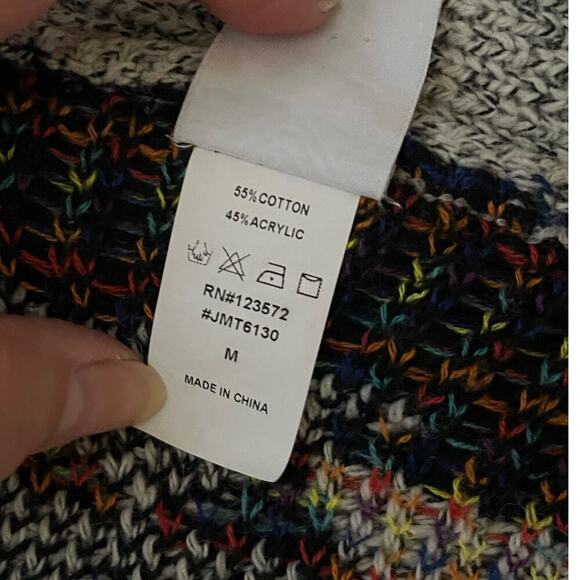 55%COTTON
45%ACRYLIC
RN#123572
#JMT6130
M
MADE IN CHINA